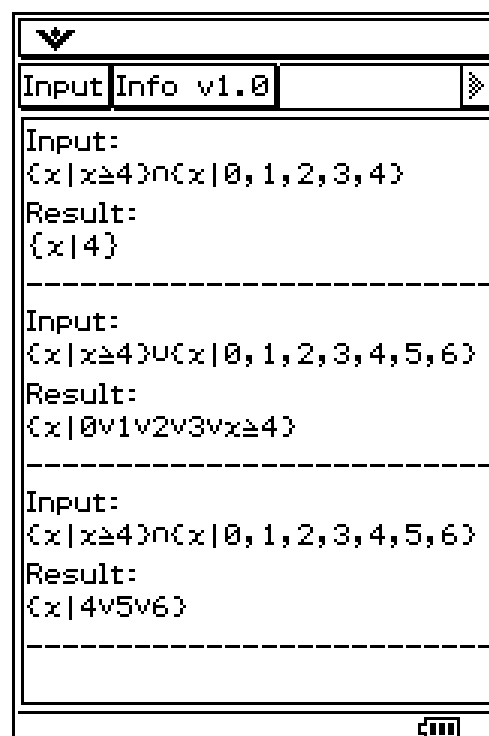 Input Info v1.0
Input:
{x|x≥4}∩{x|0,1,2,3,4}
Result:
{x|4}
Input:
{x|x≥4}∪{x|0,1,2,3,4,5,6}
Result:
{x|0∨1∨2∨3∨x≥4}
Input:
{x|x≥4}∩{x|0,1,2,3,4,5,6}
Result:
{x|4∨5∨6}